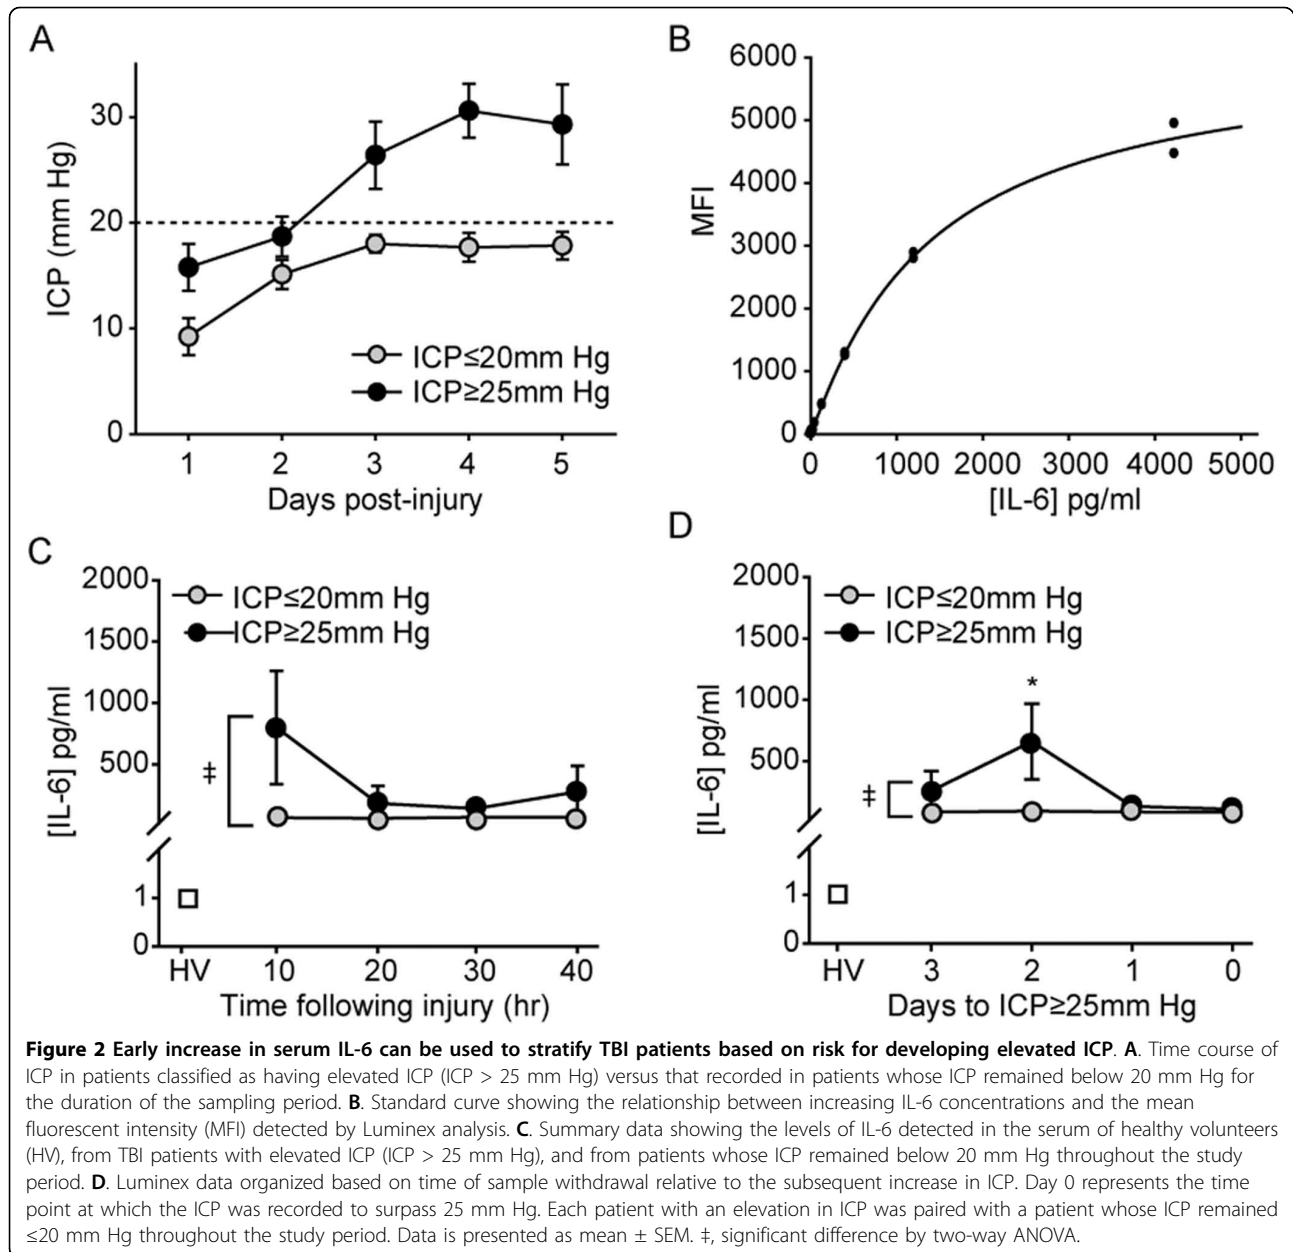 A
ICP (mm Hg)
30
20
10
0
ICP≤20mm Hg
ICP≥25mm Hg
1 2 3 4 5
Days post-injury
B
MFI
6000
5000
4000
3000
2000
1000
0
0 1000 2000 3000 4000 5000
[IL-6] pg/ml
C
[IL-6] pg/ml
2000
1500
1000
500
1
0
ICP≤20mm Hg
ICP≥25mm Hg
‡
HV 10 20 30 40
Time following injury (hr)
D
[IL-6] pg/ml
2000
1500
1000
500
1
0
ICP≤20mm Hg
ICP≥25mm Hg
*
‡
HV 3 2 1 0
Days to ICP≥25mm Hg
Figure 2 Early increase in serum IL-6 can be used to stratify TBI patients based on risk for developing elevated ICP. A. Time course of
ICP in patients classified as having elevated ICP (ICP > 25 mm Hg) versus that recorded in patients whose ICP remained below 20 mm Hg for
the duration of the sampling period. B. Standard curve showing the relationship between increasing IL-6 concentrations and the mean
fluorescent intensity (MFI) detected by Luminex analysis. C. Summary data showing the levels of IL-6 detected in the serum of healthy volunteers
(HV), from TBI patients with elevated ICP (ICP > 25 mm Hg), and from patients whose ICP remained below 20 mm Hg throughout the study
period. D. Luminex data organized based on time of sample withdrawal relative to the subsequent increase in ICP. Day 0 represents the time
point at which the ICP was recorded to surpass 25 mm Hg. Each patient with an elevation in ICP was paired with a patient whose ICP remained
≤20 mm Hg throughout the study period. Data is presented as mean ± SEM. ‡, significant difference by two-way ANOVA.